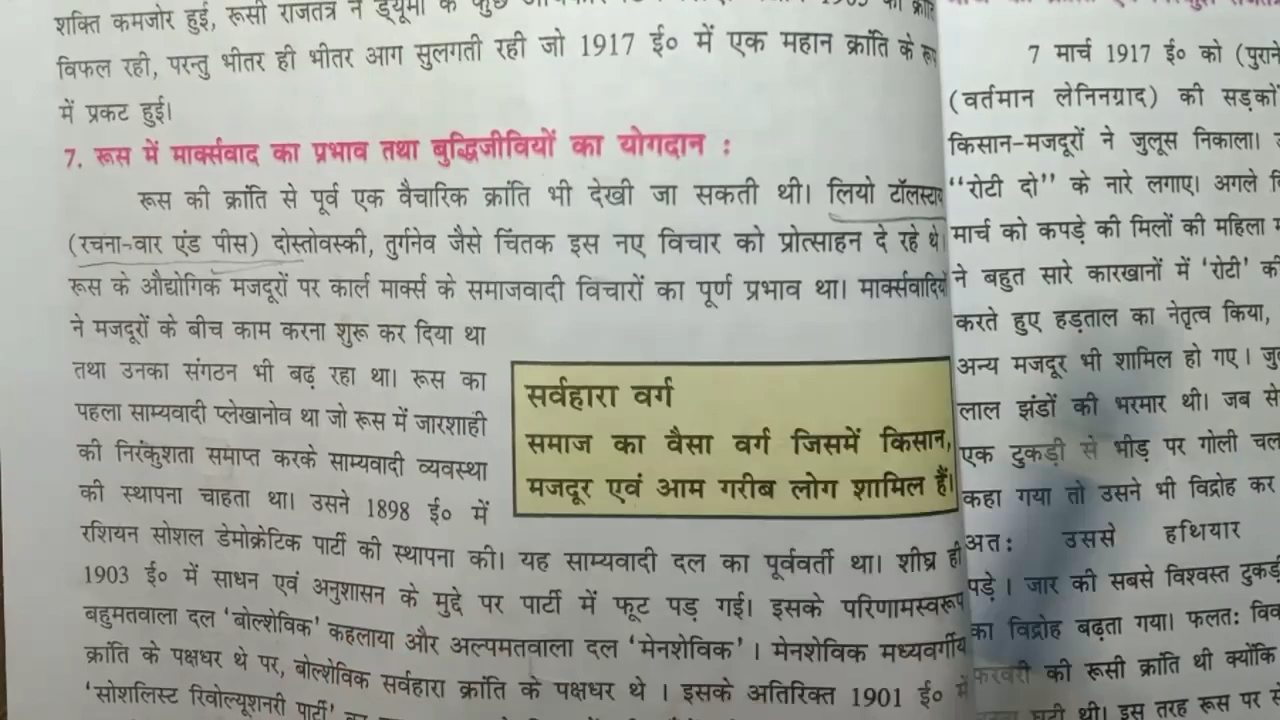 शक्ति कमजोर हुई, रूसी राजतंत्र ने ड्यूमा के कुछ
विफल रही, परन्तु भीतर ही भीतर आग सुलगती रही जो 1917 ई० में एक महान क्रांति के रूप
में प्रकट हुई।
7. रूस में मार्क्सवाद का प्रभाव तथा बुद्धिजीवियों का योगदान :
रूस की क्रांति से पूर्व एक वैचारिक क्रांति भी देखी जा सकती थी। लियो टॉलस्टाय
(रचना-वार एंड पीस) दोस्तोवस्की, तुर्गनेव जैसे चिंतक इस नए विचार को प्रोत्साहन दे रहे थे।
रूस के औद्योगिक मजदूरों पर कार्ल मार्क्स के समाजवादी विचारों का पूर्ण प्रभाव था। मार्क्सवादियों
ने मजदूरों के बीच काम करना शुरू कर दिया था
तथा उनका संगठन भी बढ़ रहा था। रूस का
पहला साम्यवादी प्लेखानोव था जो रूस में जारशाही
की निरंकुशता समाप्त करके साम्यवादी व्यवस्था
की स्थापना चाहता था। उसने 1898 ई० में
सर्वहारा वर्ग
समाज का वैसा वर्ग जिसमें किसान,
मजदूर एवं आम गरीब लोग शामिल हैं।
रशियन सोशल डेमोक्रेटिक पार्टी की स्थापना की। यह साम्यवादी दल का पूर्ववर्ती था। शीघ्र ही
1903 ई० में साधन एवं अनुशासन के मुद्दे पर पार्टी में फूट पड़ गई। इसके परिणामस्वरूप
बहुमतवाला दल ‘बोल्शेविक’ कहलाया और अल्पमतवाला दल ‘मेनशेविक’ । मेनशेविक मध्यवर्गीय
क्रांति के पक्षधर थे पर, बोल्शेविक सर्वहारा क्रांति के पक्षधर थे । इसके अतिरिक्त 1901 ई० में
‘सोशलिस्ट रिवोल्यूशनरी पार्टी’
7 मार्च 1917 ई० को (पुराने
(वर्तमान लेनिनग्राद) की सड़कों
किसान-मजदूरों ने जुलूस निकाला।
“रोटी दो” के नारे लगाए। अगले
मार्च को कपड़े की मिलों की महिला
ने बहुत सारे कारखानों में ‘रोटी’ की
करते हुए हड़ताल का नेतृत्व किया,
अन्य मजदूर भी शामिल हो गए।
लाल झंडों की भरमार थी। जब से
एक टुकड़ी से भीड़ पर गोली
कहा गया तो उसने भी विद्रोह कर
अतः उससे हथियार
पड़े । जार की सबसे विश्वस्त
का विद्रोह बढ़ता गया। फलतः
फरवरी की रूसी क्रांति थी क्योंकि
थी। इस तरह रूस पर